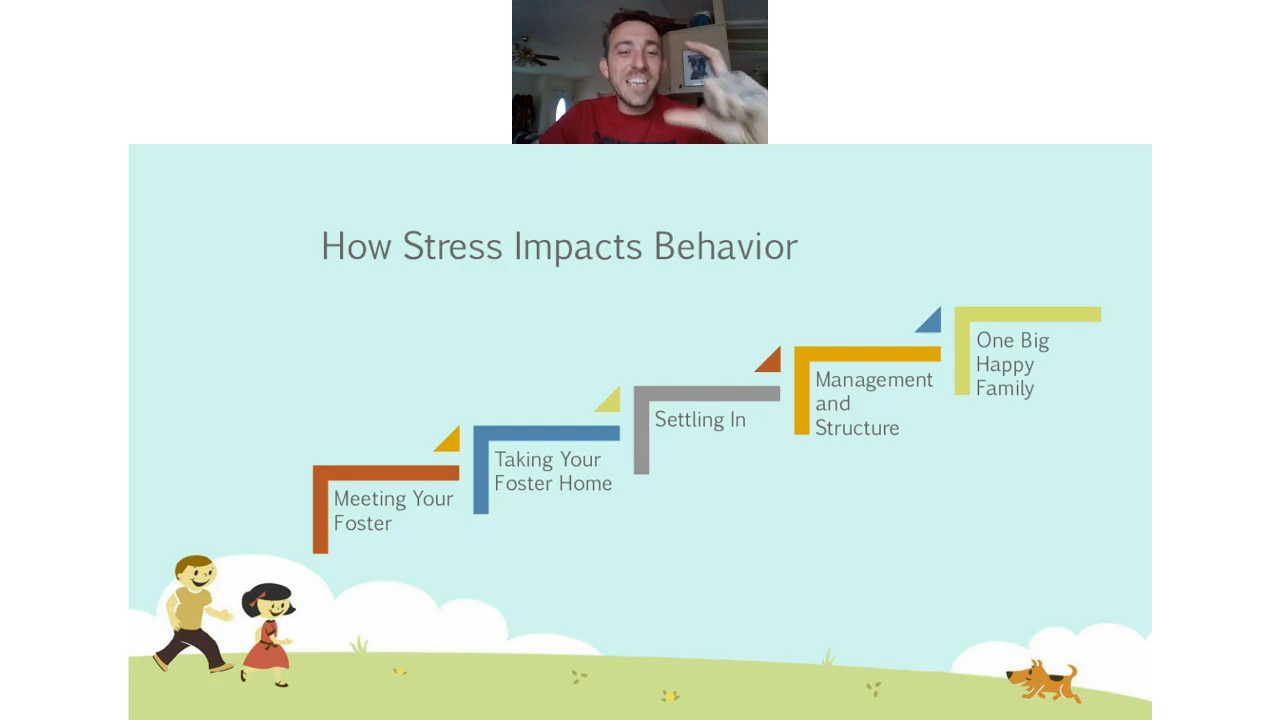 How Stress Impacts Behavior
Meeting Your
Foster
Taking Your
Foster Home
Settling In
Management
and
Structure
One Big
Happy
Family